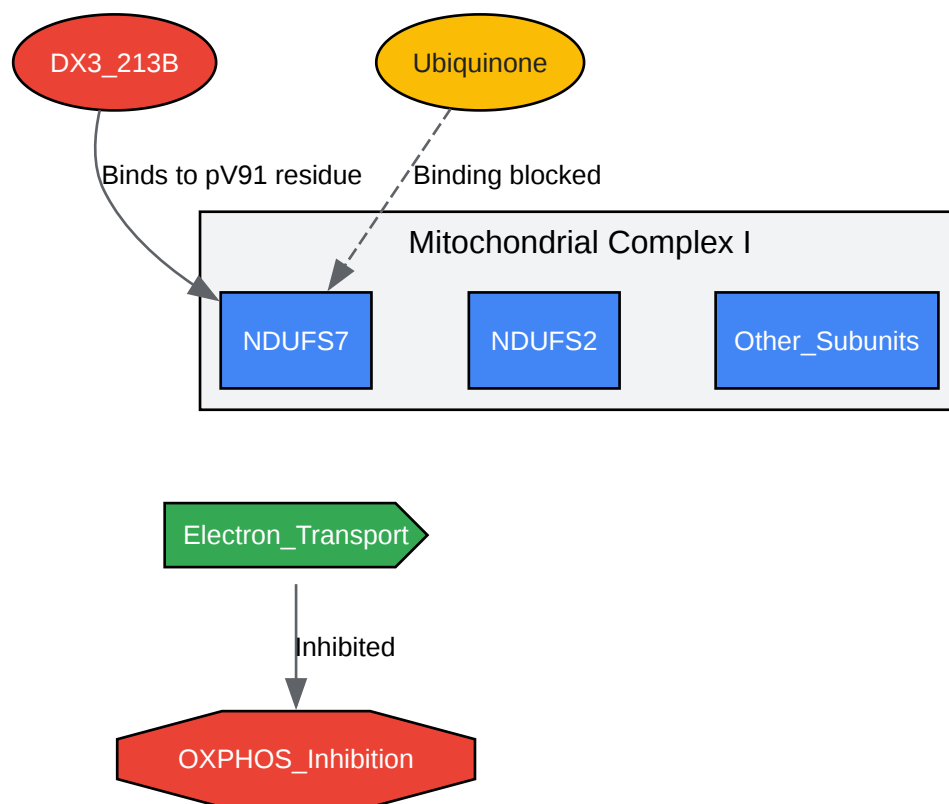 DX3_213B
Ubiquinone
Binds to pV91 residue
Binding blocked
Mitochondrial Complex I
NDUFS7
NDUFS2
Other_Subunits
Electron_Transport
Inhibited
OXPHOS_Inhibition